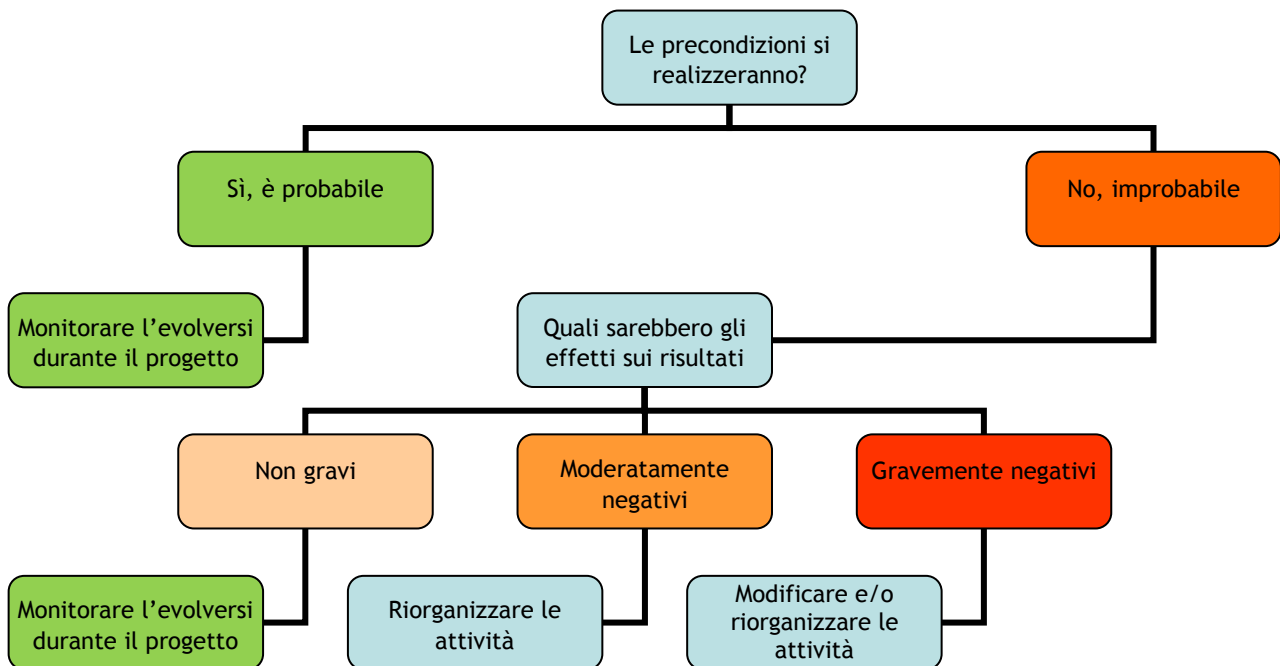 Le precondizioni si
realizzeranno?
Sì, è probabile
No, improbabile
Monitorare l’evolversi
durante il progetto
Quali sarebbero gli
effetti sui risultati
Non gravi
Moderatamente
negativi
Gravemente negativi
Monitorare l’evolversi
durante il progetto
Riorganizzare le
attività
Modificare e/o
riorganizzare le
attività